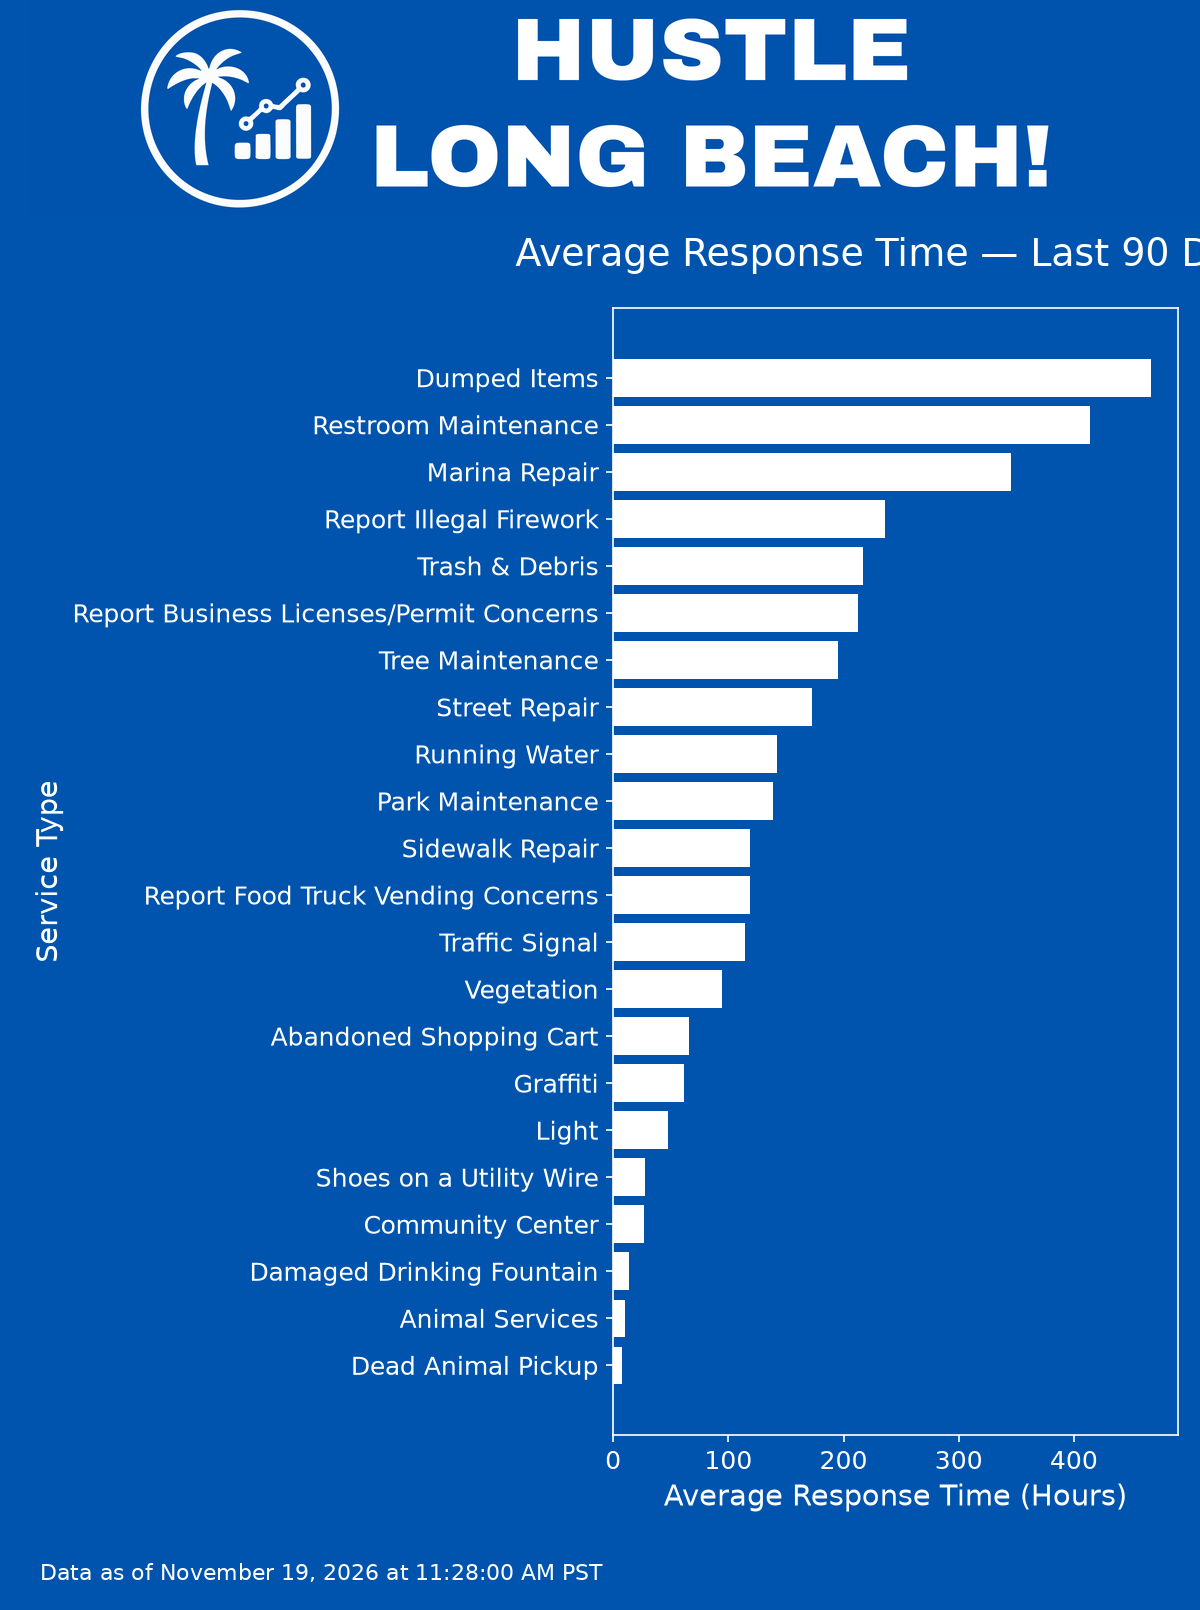 HUSTLE
LONG BEACH!
Average Response Time — Last 90 D
Service Type
Dumped Items
Restroom Maintenance
Marina Repair
Report Illegal Firework
Trash & Debris
Report Business Licenses/Permit Concerns
Tree Maintenance
Street Repair
Running Water
Park Maintenance
Sidewalk Repair
Report Food Truck Vending Concerns
Traffic Signal
Vegetation
Abandoned Shopping Cart
Graffiti
Light
Shoes on a Utility Wire
Community Center
Damaged Drinking Fountain
Animal Services
Dead Animal Pickup
0 100 200 300 400
Average Response Time (Hours)
Data as of November 19, 2026 at 11:28:00 AM PST